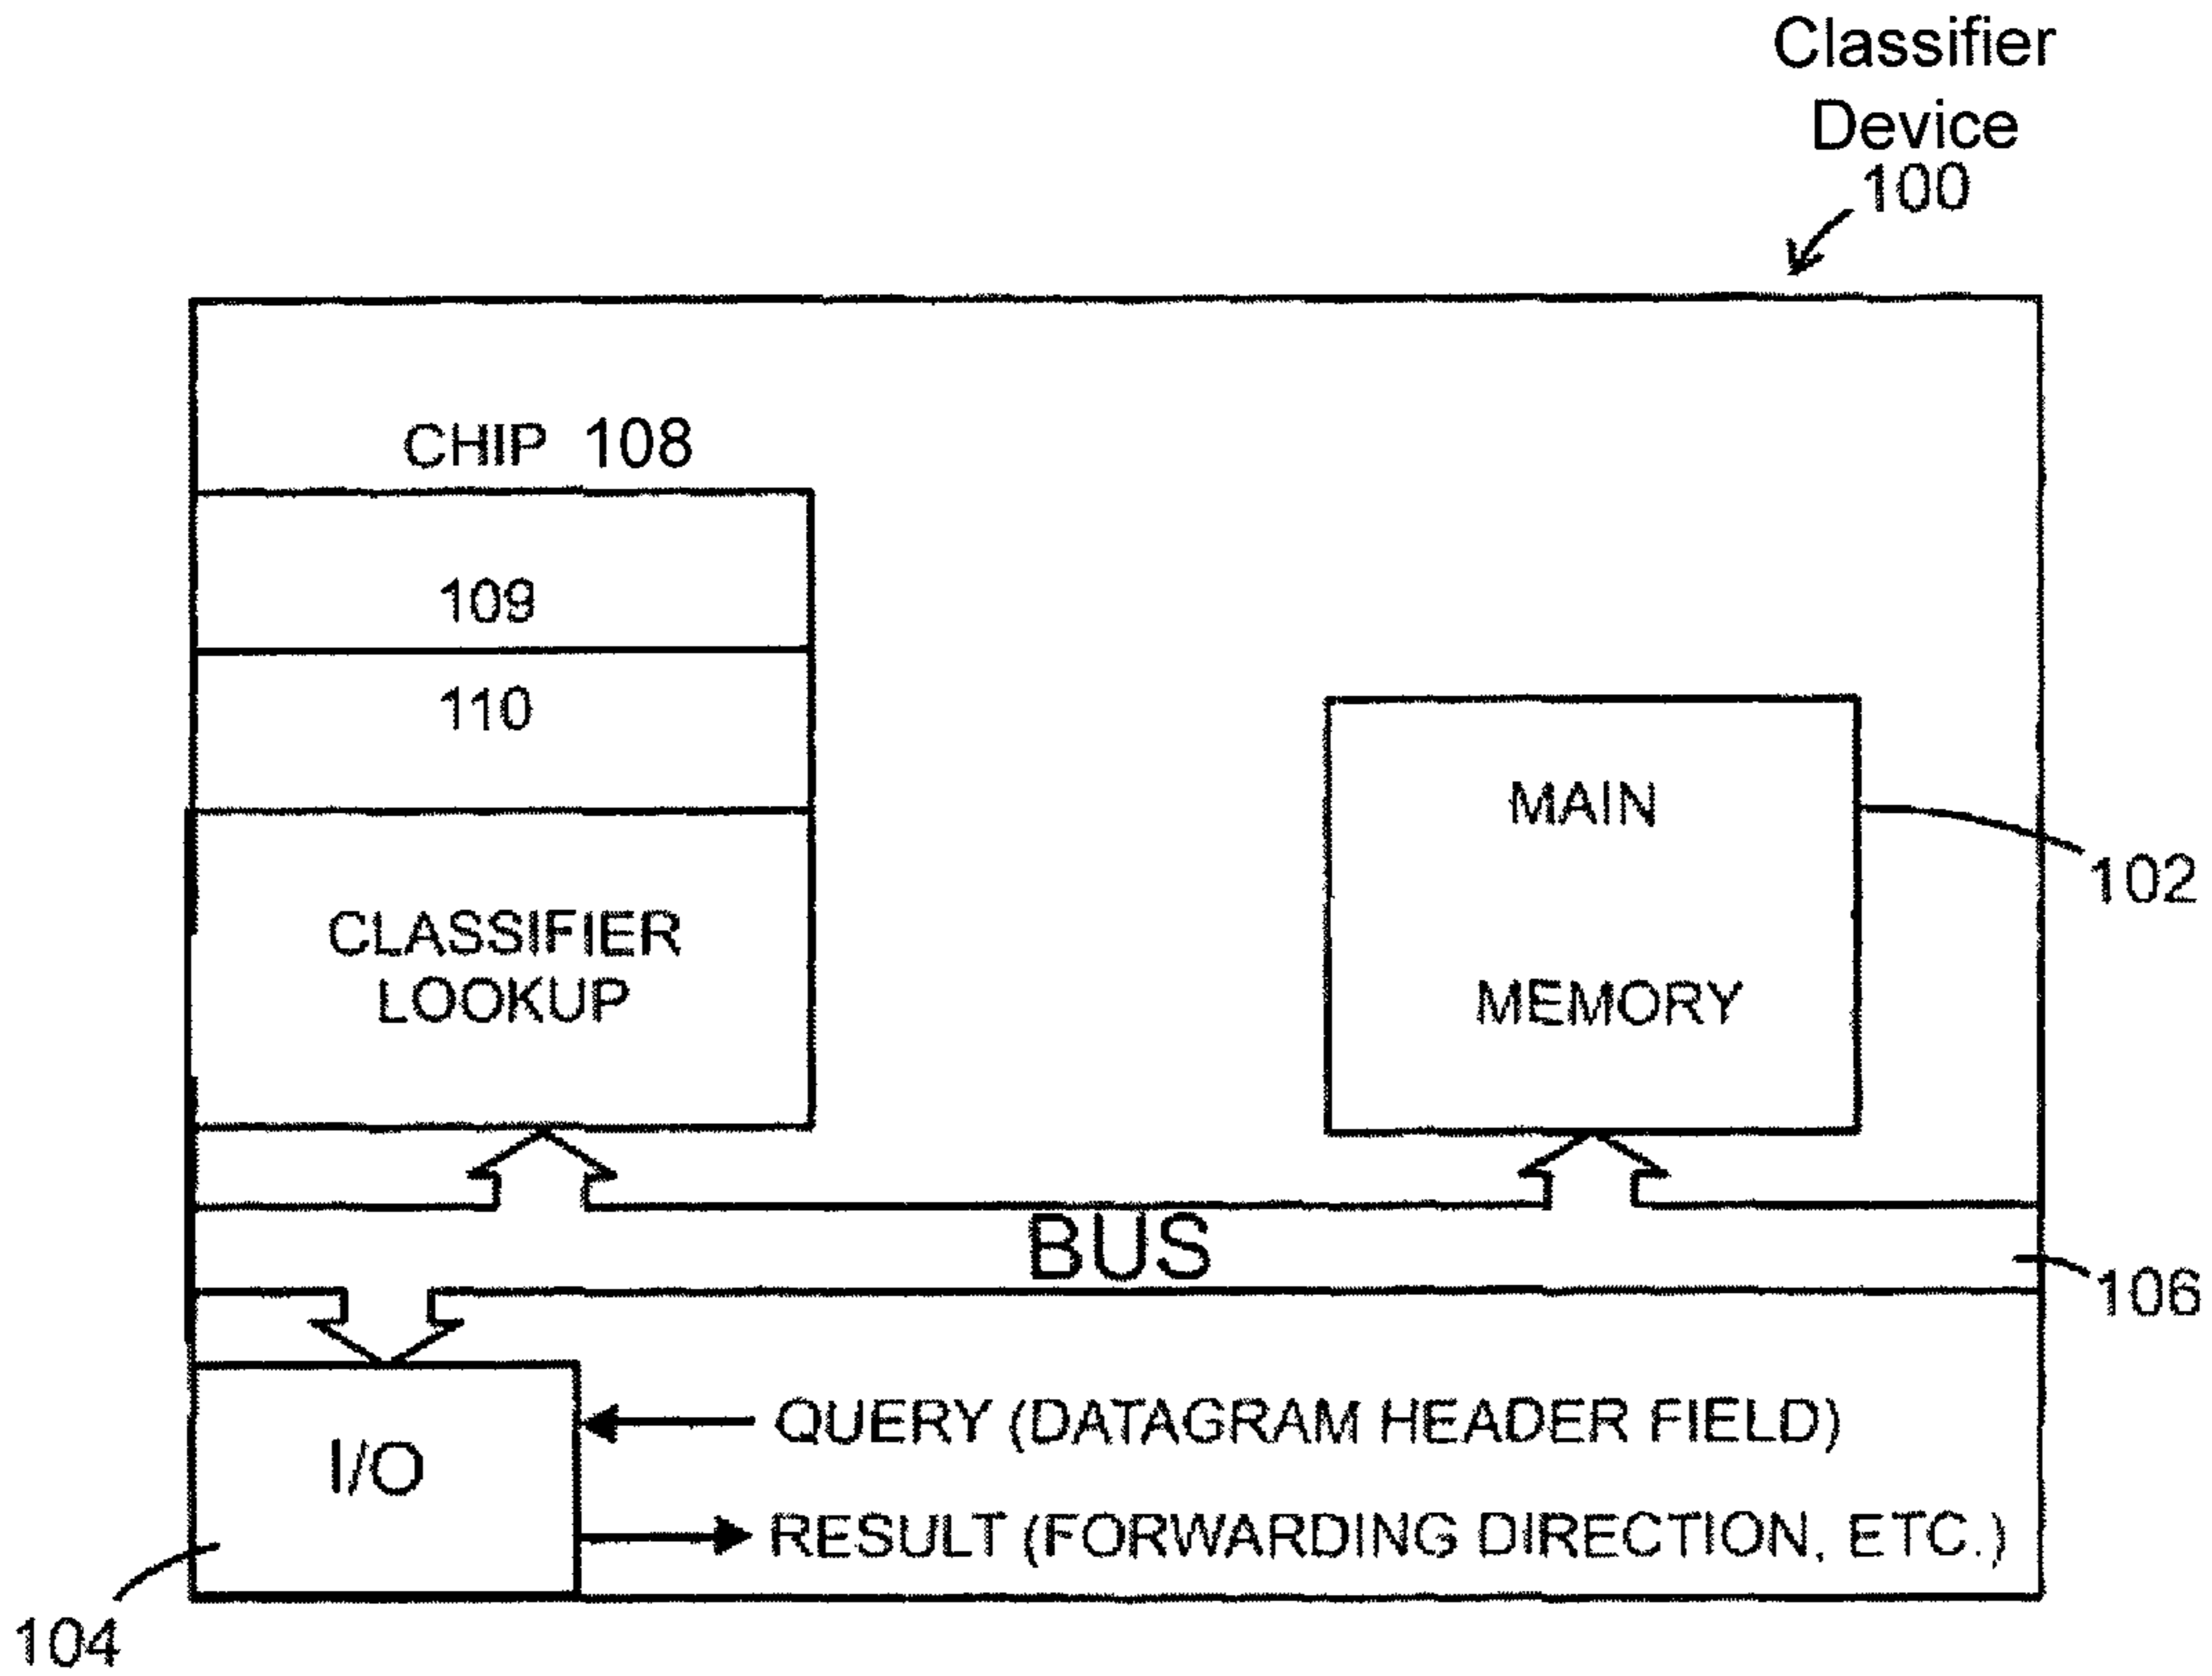 Classifier
Device
100
CHIP 108
109
110
CLASSIFIER
LOOKUP
MAIN
MEMORY
102
BUS
106
I/O
QUERY (DATAGRAM HEADER FIELD)
RESULT (FORWARDING DIRECTION, ETC.)
104